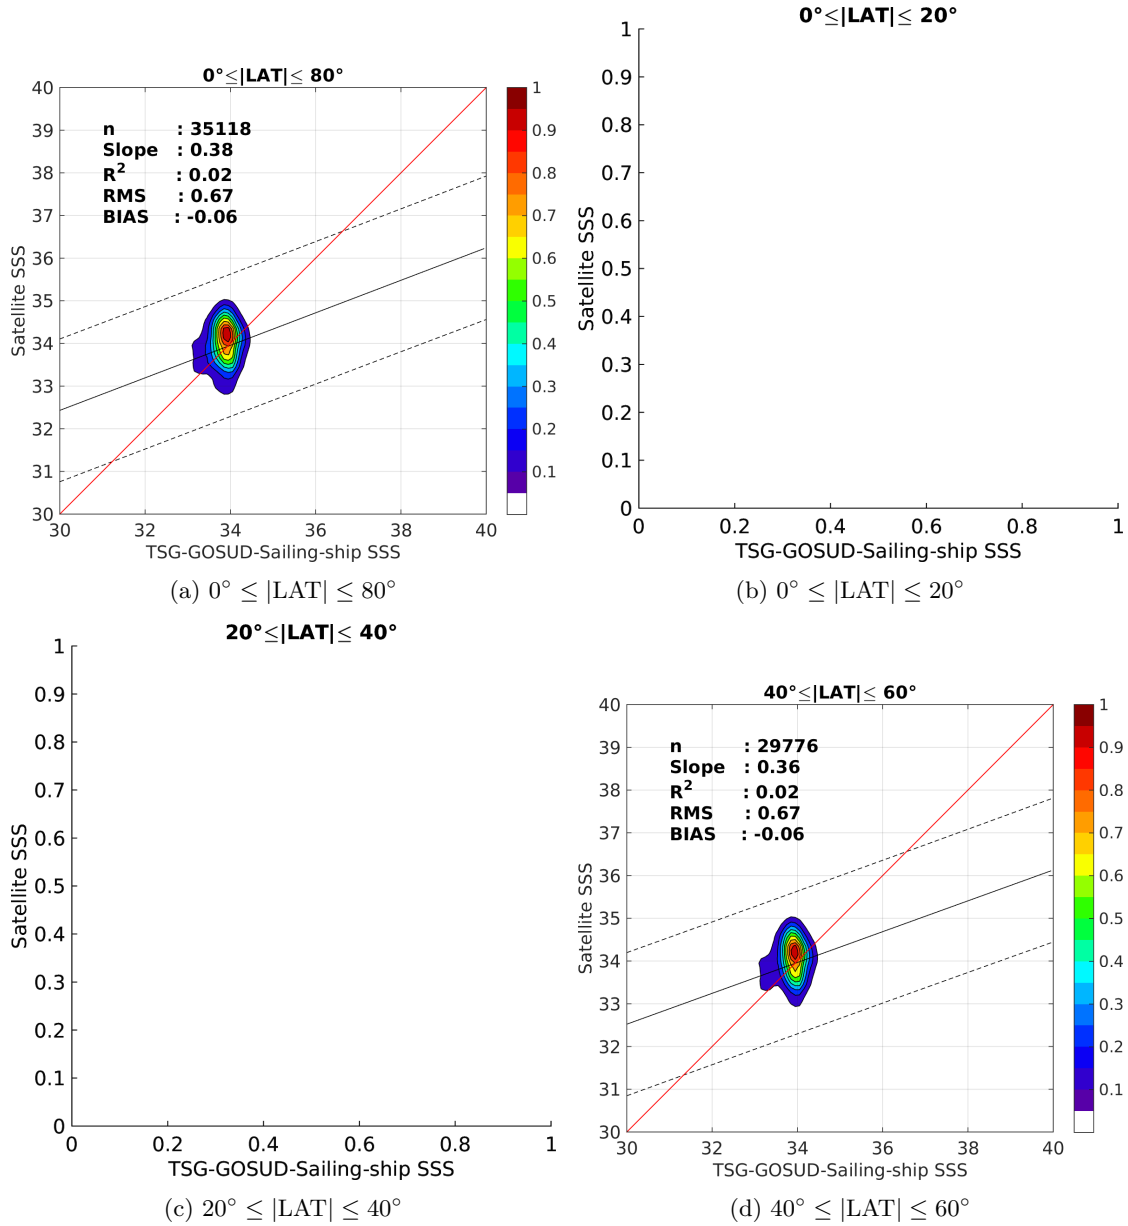 0°≤|LAT|≤ 80°
40
39
38
37
36
35
34
33
32
31
30
30 32 34 36 38 40
n : 35118
Slope : 0.38
R² : 0.02
RMS : 0.67
BIAS : -0.06
1
0.9
0.8
0.7
0.6
0.5
0.4
0.3
0.2
0.1
Satellite SSS
TSG-GOSUD-Sailing-ship SSS
(a) 0° ≤ |LAT| ≤ 80°
0°≤|LAT|≤ 20°
1
0.9
0.8
0.7
0.6
0.5
0.4
0.3
0.2
0.1
0
0 0.2 0.4 0.6 0.8 1
Satellite SSS
TSG-GOSUD-Sailing-ship SSS
(b) 0° ≤ |LAT| ≤ 20°
20°≤|LAT|≤ 40°
1
0.9
0.8
0.7
0.6
0.5
0.4
0.3
0.2
0.1
0
0 0.2 0.4 0.6 0.8 1
Satellite SSS
TSG-GOSUD-Sailing-ship SSS
(c) 20° ≤ |LAT| ≤ 40°
40°≤|LAT|≤ 60°
40
39
38
37
36
35
34
33
32
31
30
30 32 34 36 38 40
n : 29776
Slope : 0.36
R² : 0.02
RMS : 0.67
BIAS : -0.06
1
0.9
0.8
0.7
0.6
0.5
0.4
0.3
0.2
0.1
Satellite SSS
TSG-GOSUD-Sailing-ship SSS
(d) 40° ≤ |LAT| ≤ 60°